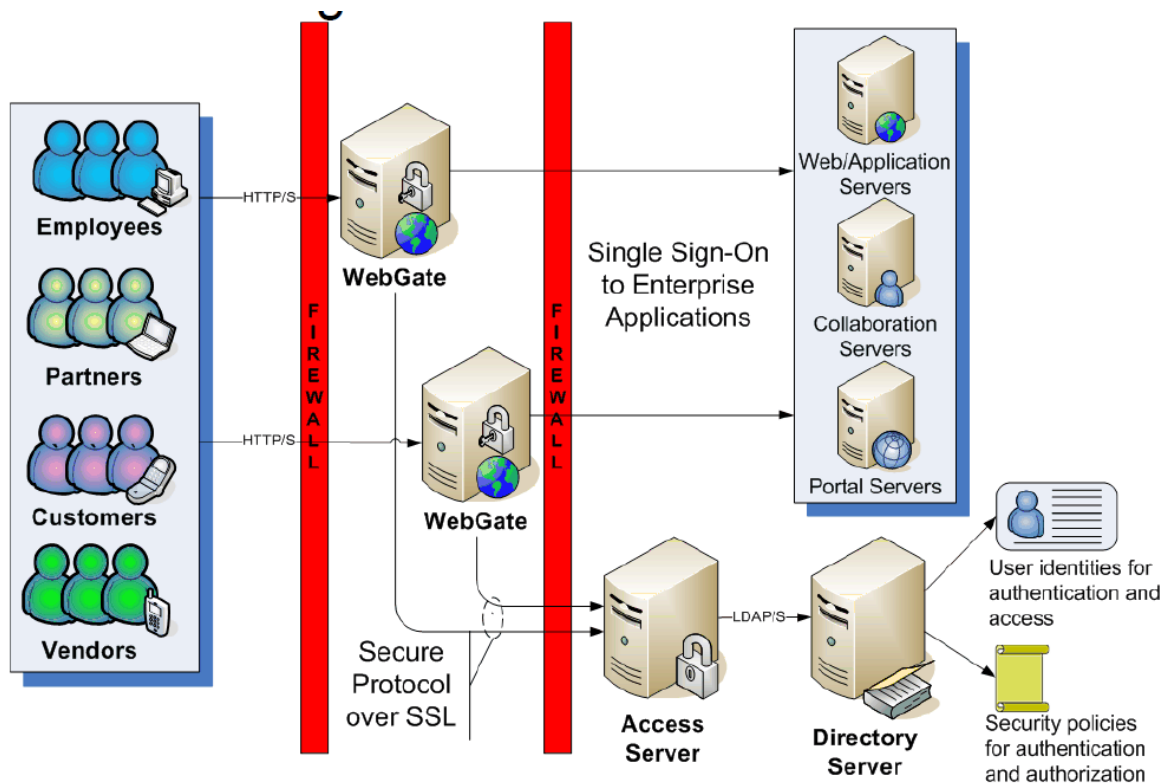 Employees
Partners
Customers
Vendors
HTTP/S
HTTP/S
FIREWALL
WebGate
WebGate
Secure
Protocol
over SSL
FIREWALL
Single Sign-On
to Enterprise
Applications
Web/Application
Servers
Collaboration
Servers
Portal Servers
Access
Server
LDAP/S
Directory
Server
User identities for
authentication and
access
Security policies
for authentication
and authorization